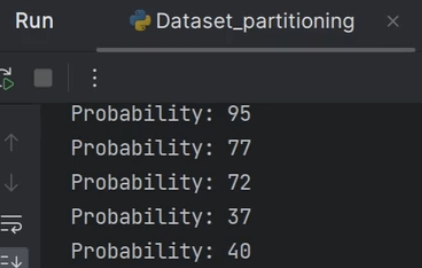 Run Dataset_partitioning
Probability: 95
Probability: 77
Probability: 72
Probability: 37
Probability: 40